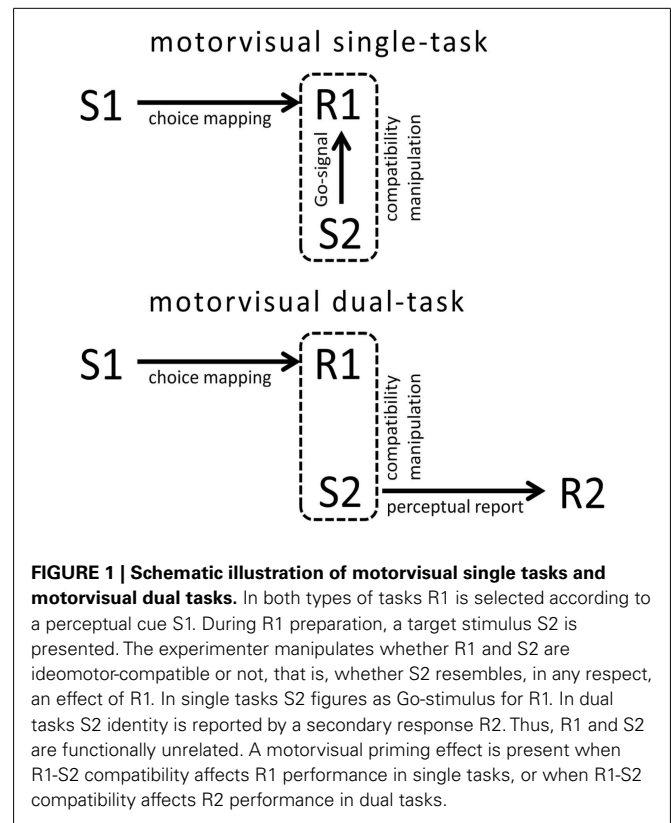 motorvisual single-task
S1
choice mapping
R1
Go-signal
S2
compatibility
manipulation
motorvisual dual-task
S1
choice mapping
R1
compatibility
manipulation
S2
perceptual report
R2
FIGURE 1 | Schematic illustration of motorvisual single tasks and
motorvisual dual tasks. In both types of tasks R1 is selected according to
a perceptual cue S1. During R1 preparation, a target stimulus S2 is
presented. The experimenter manipulates whether R1 and S2 are
ideomotor-compatible or not, that is, whether S2 resembles, in any respect,
an effect of R1. In single tasks S2 figures as Go-stimulus for R1. In dual
tasks S2 identity is reported by a secondary response R2. Thus, R1 and S2
are functionally unrelated. A motorvisual priming effect is present when
R1-S2 compatibility affects R1 performance in single tasks, or when R1-S2
compatibility affects R2 performance in dual tasks.